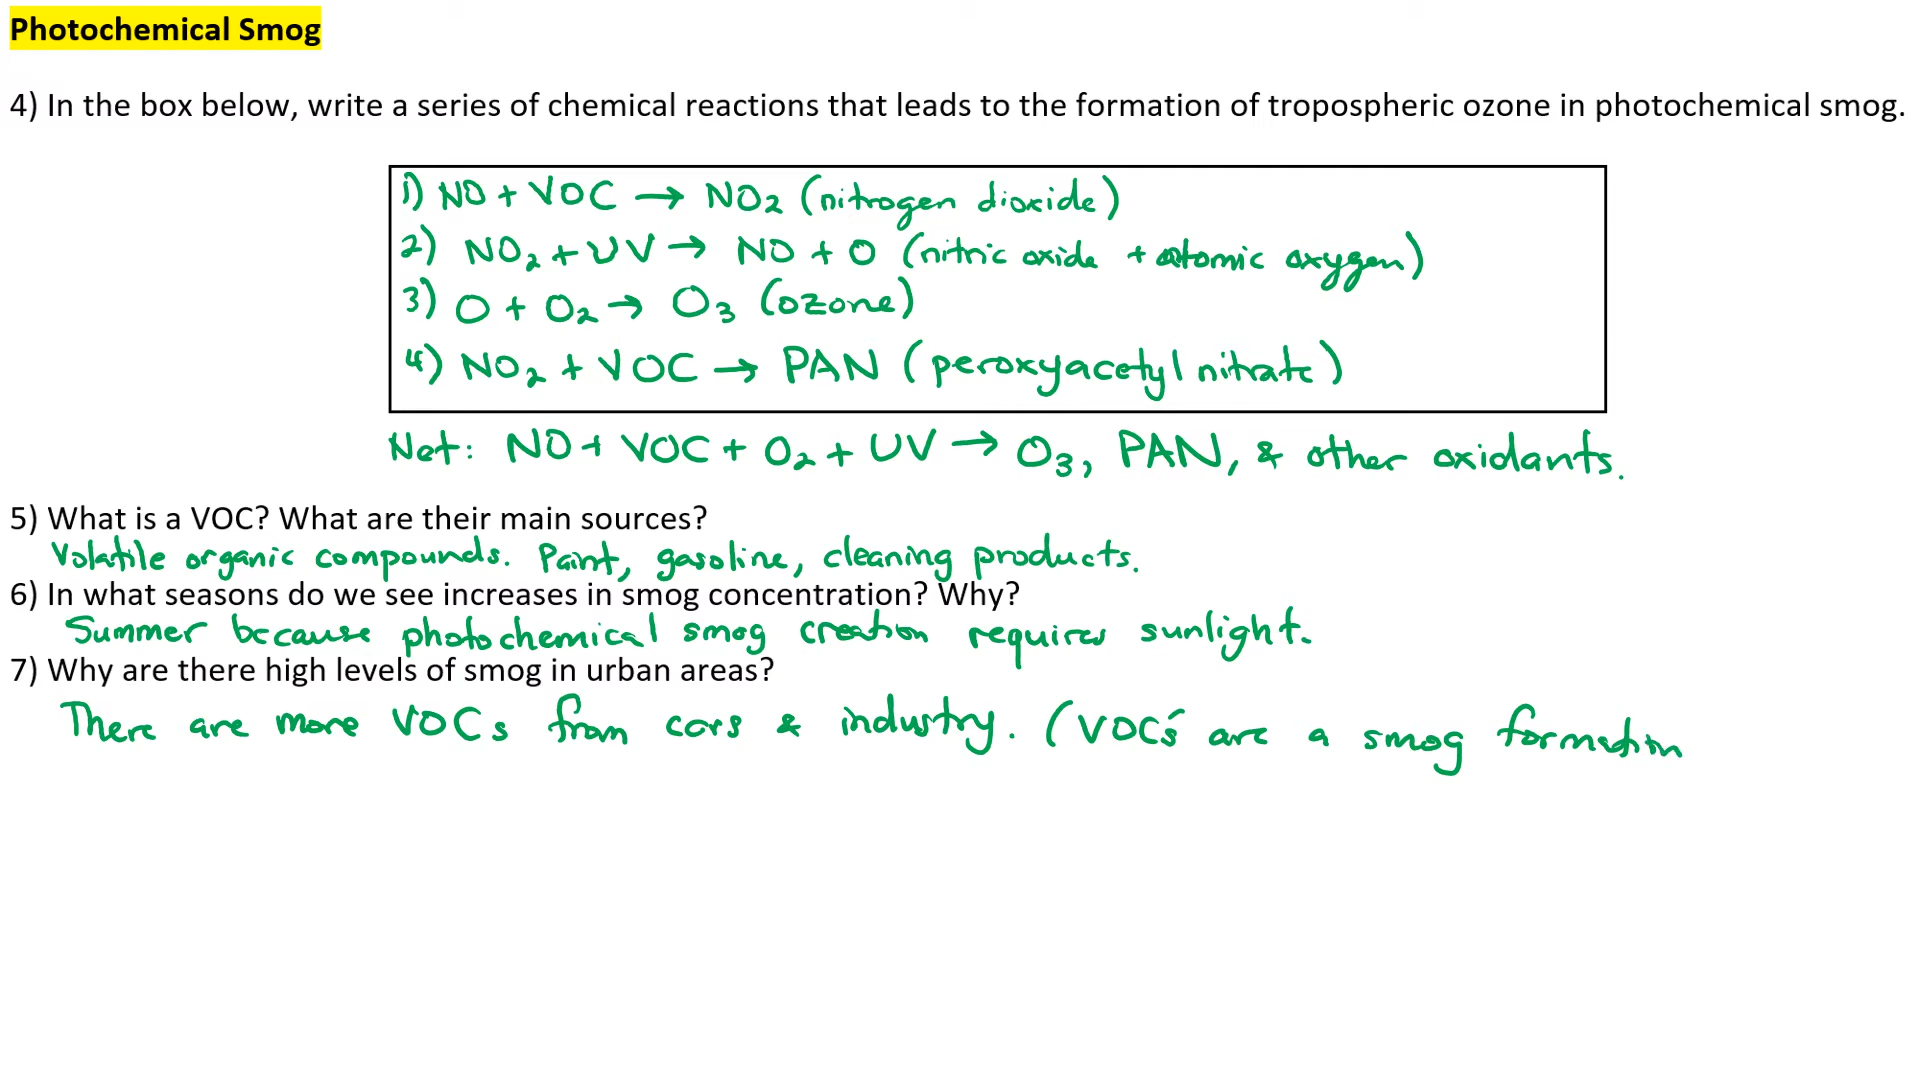 Photochemical Smog
4) In the box below, write a series of chemical reactions that leads to the formation of tropospheric ozone in photochemical smog.
1) NO + VOC → NO₂ (nitrogen dioxide)
2) NO₂ + UV → NO + O (nitric oxide + atomic oxygen)
3) O + O₂ → O₃ (ozone)
4) NO₂ + VOC → PAN (peroxyacetyl nitrate)
Net: NO + VOC + O₂ + UV → O₃, PAN, & other oxidants.
5) What is a VOC? What are their main sources?
Volatile organic compounds. Paint, gasoline, cleaning products.
6) In what seasons do we see increases in smog concentration? Why?
Summer because photochemical smog creation requires sunlight.
7) Why are there high levels of smog in urban areas?
There are more VOCs from cars & industry. (VOC's are a smog formation